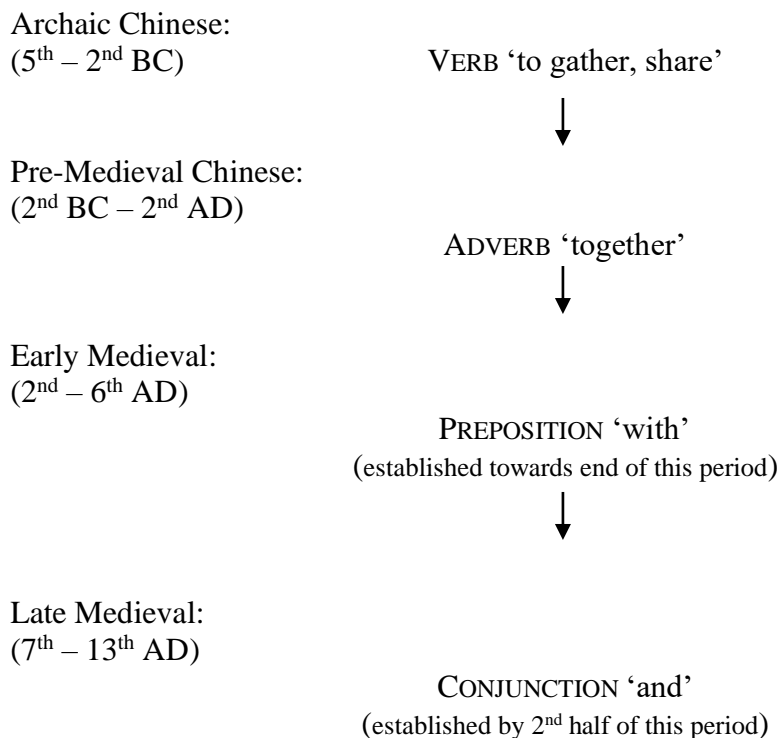 Archaic Chinese:
(5th – 2nd BC) VERB ‘to gather, share’
Pre-Medieval Chinese:
(2nd BC – 2nd AD)
ADVERB ‘together’
Early Medieval:
(2nd – 6th AD)
PREPOSITION ‘with’
(established towards end of this period)
Late Medieval:
(7th – 13th AD)
CONJUNCTION ‘and’
(established by 2nd half of this period)